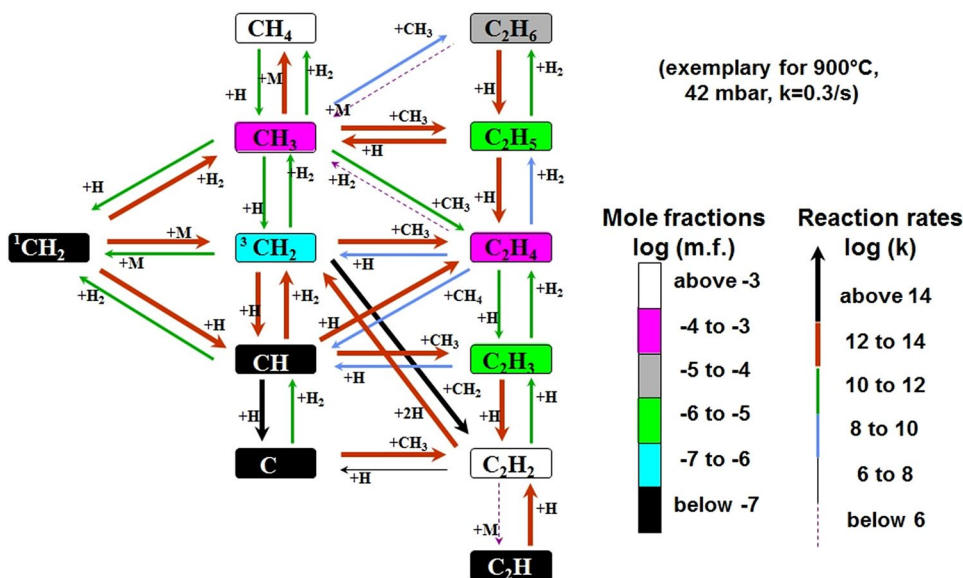 CH₄
C₂H₆
(exemplary for 900°C,
42 mbar, k=0.3/s)
+CH₃
+H
+M
+H₂
+H
+H₂
+M
CH₃
+CH₃
+H
C₂H₅
+H
+H₂
+H₂
+CH₃
+H
+H₂
+H
+H₂
¹CH₂
+M
+M
³CH₂
+CH₃
+H
C₂H₄
+H₂
+H
+H
+H₂
+H
+CH₄
+H
+H₂
CH
+CH₃
+H
C₂H₃
+H
+H₂
+2H
+CH₂
+H
+H
C
+CH₃
+H
C₂H₂
+M
+H
C₂H
Mole fractions
log (m.f.)
above -3
-4 to -3
-5 to -4
-6 to -5
-7 to -6
below -7
Reaction rates
log (k)
above 14
12 to 14
10 to 12
8 to 10
6 to 8
below 6